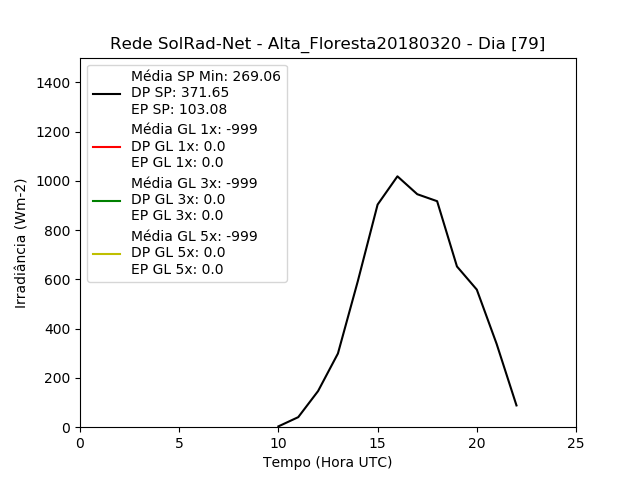 Rede SolRad-Net - Alta_Floresta20180320 - Dia [79]
Média SP Min: 269.06
DP SP: 371.65
EP SP: 103.08
Média GL 1x: -999
DP GL 1x: 0.0
EP GL 1x: 0.0
Média GL 3x: -999
DP GL 3x: 0.0
EP GL 3x: 0.0
Média GL 5x: -999
DP GL 5x: 0.0
EP GL 5x: 0.0
Irradiância (Wm-2)
1400
1200
1000
800
600
400
200
0
0 5 10 15 20 25
Tempo (Hora UTC)